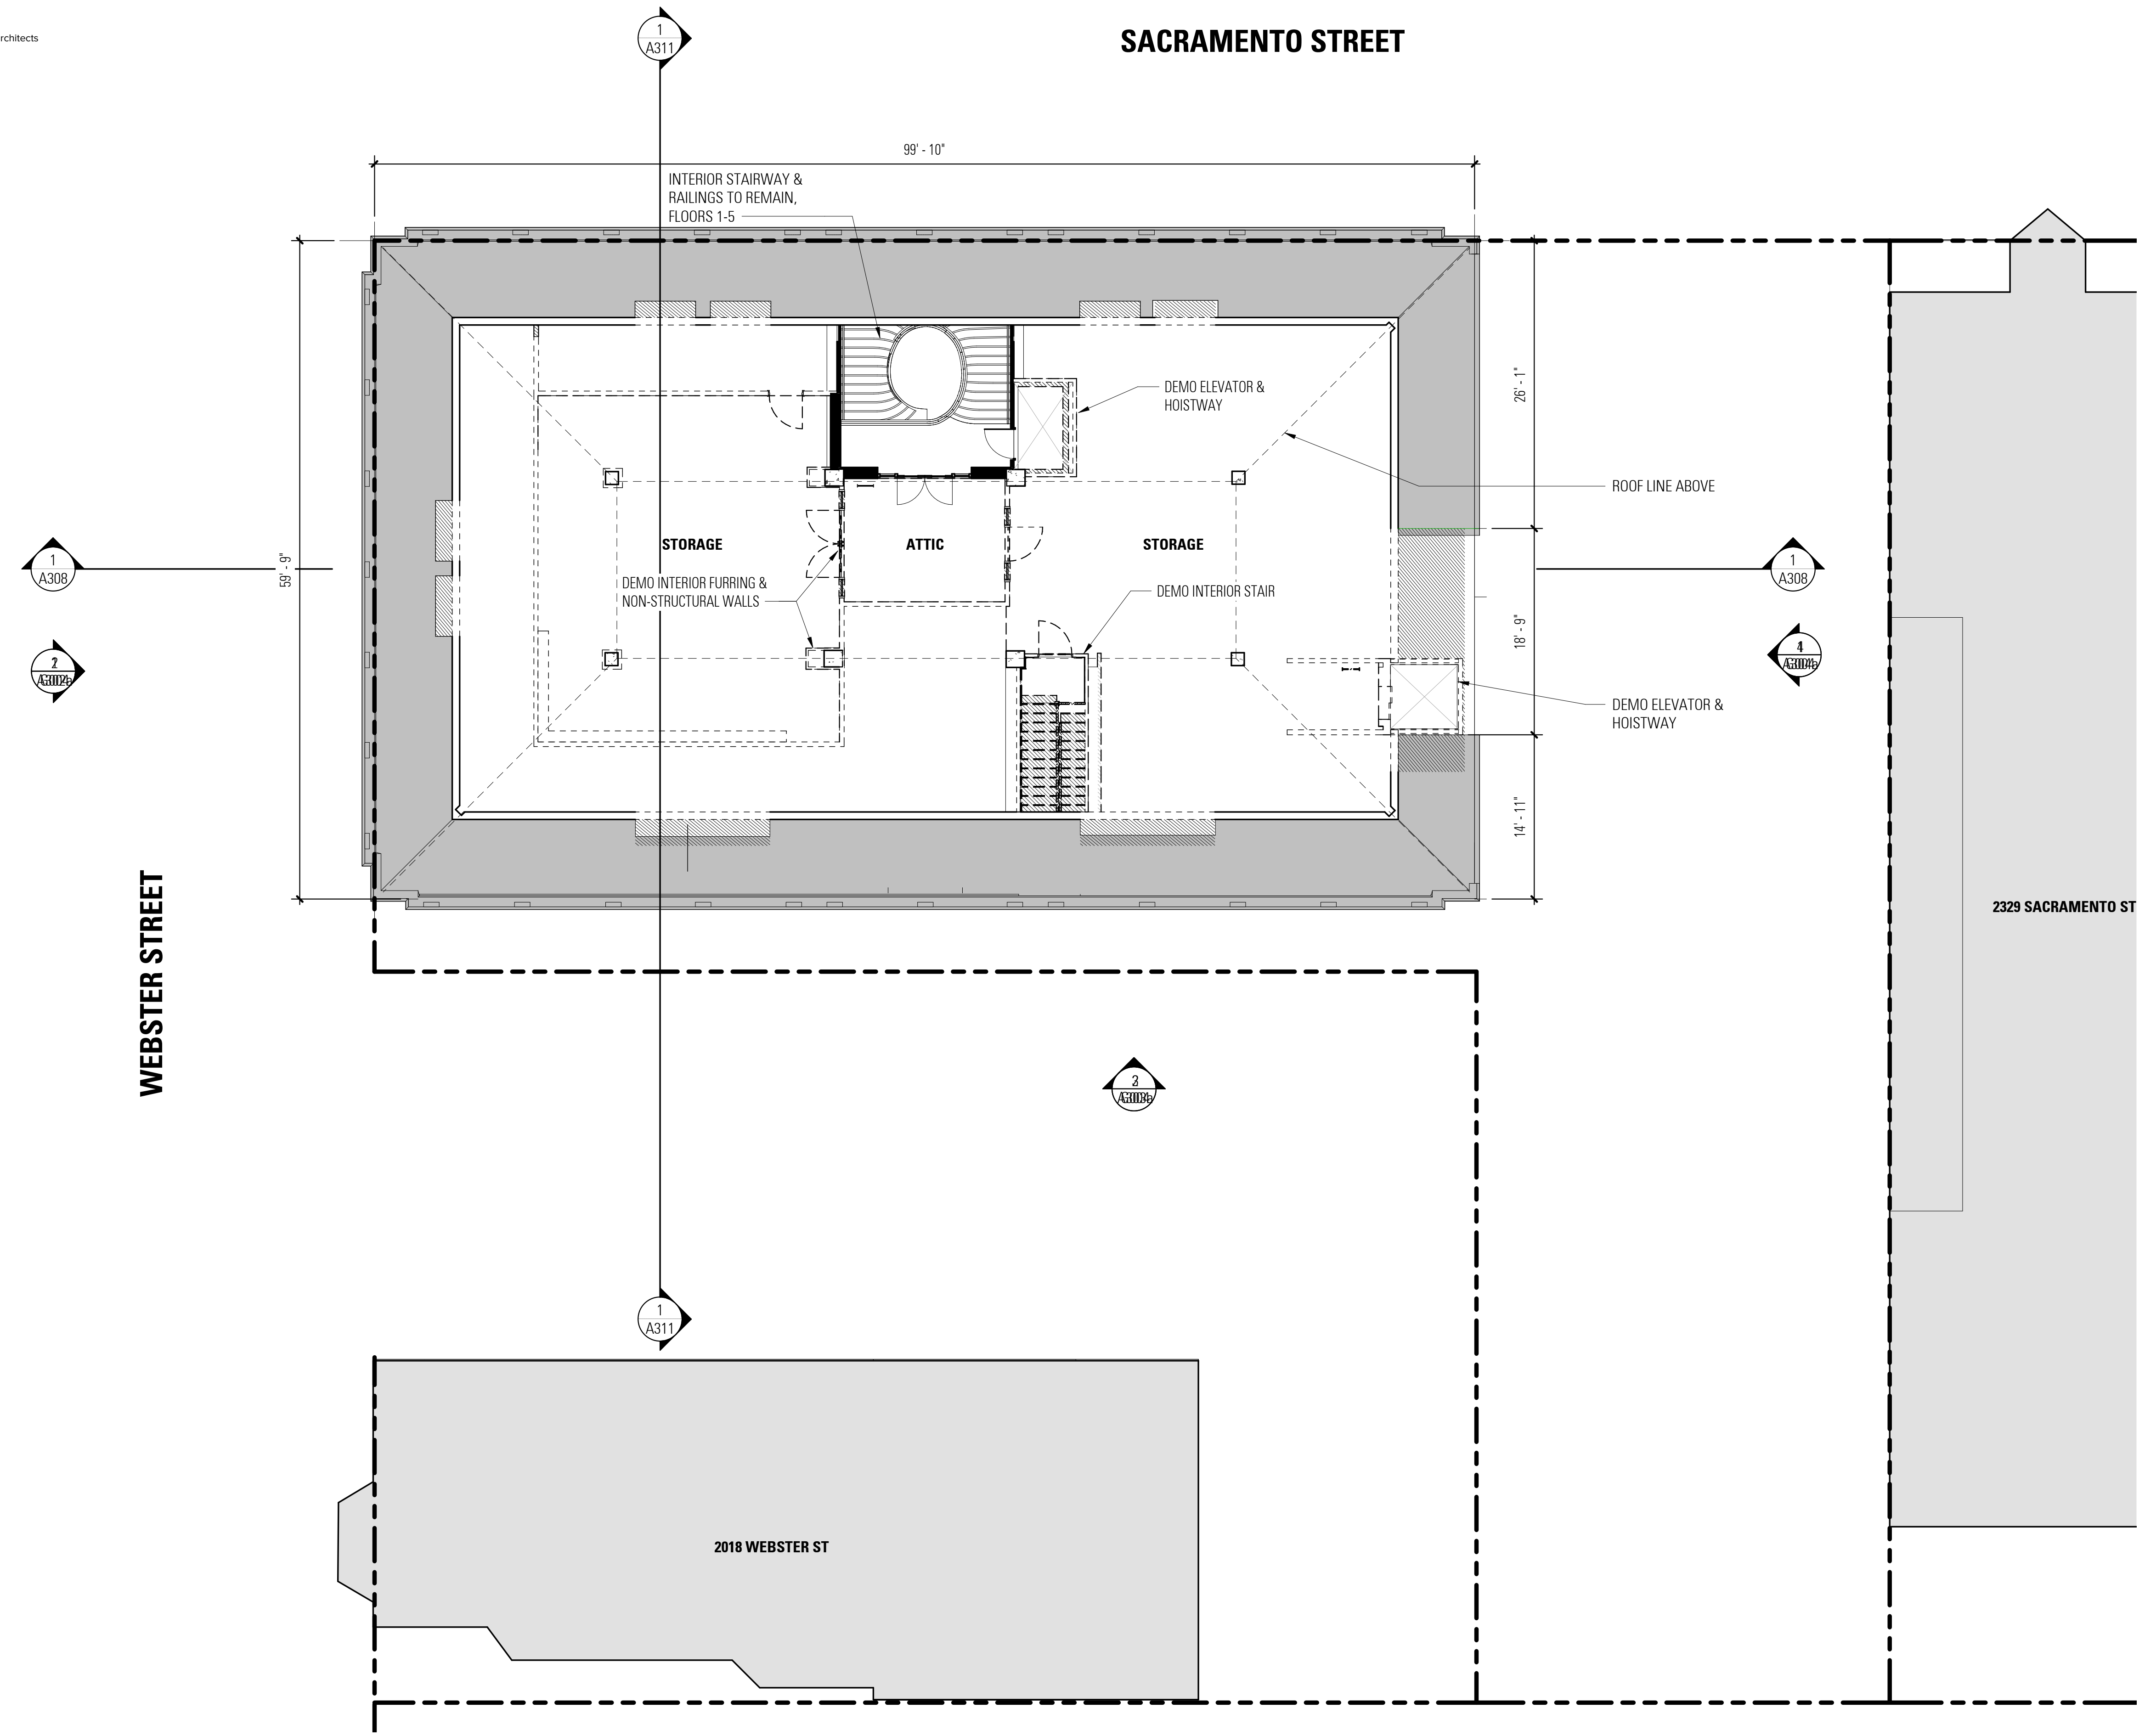 rchitects
1
A311
SACRAMENTO STREET
99' - 10"
INTERIOR STAIRWAY &
RAILINGS TO REMAIN,
FLOORS 1-5
DEMO ELEVATOR &
HOISTWAY
26' - 1"
ROOF LINE ABOVE
STORAGE
ATTIC
STORAGE
1
A308
59' - 9"
1
A308
DEMO INTERIOR FURRING &
NON-STRUCTURAL WALLS
DEMO INTERIOR STAIR
18' - 9"
DEMO ELEVATOR &
HOISTWAY
14' - 11"
WEBSTER STREET
2329 SACRAMENTO ST
1
A311
2018 WEBSTER ST